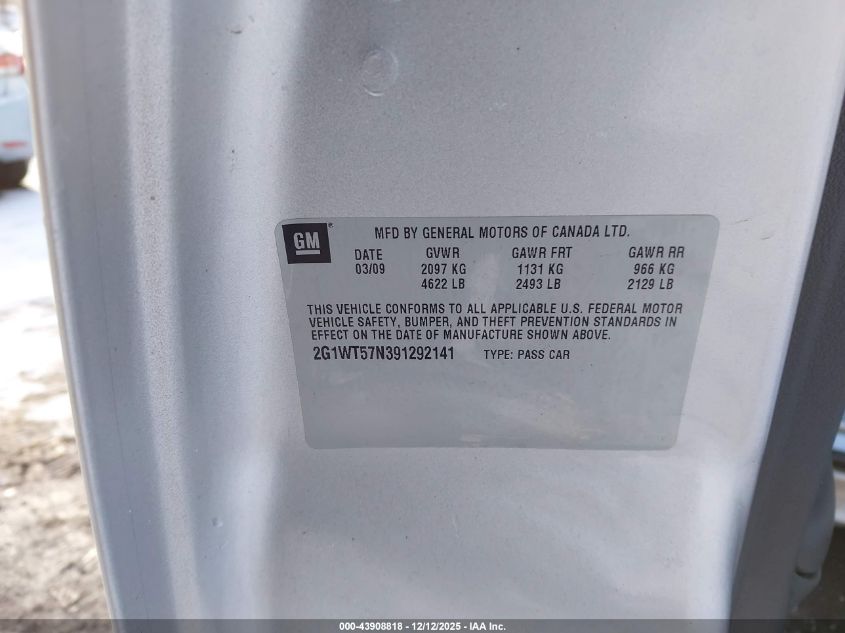 GM
MFD BY GENERAL MOTORS OF CANADA LTD.
DATE GVWR GAWR FRT GAWR RR
03/09 2097 KG 1131 KG 966 KG
4622 LB 2493 LB 2129 LB
THIS VEHICLE CONFORMS TO ALL APPLICABLE U.S. FEDERAL MOTOR
VEHICLE SAFETY, BUMPER, AND THEFT PREVENTION STANDARDS IN
EFFECT ON THE DATE OF MANUFACTURE SHOWN ABOVE.
2G1WT57N391292141 TYPE: PASS CAR
000-43908818 - 12/12/2025 - IAA Inc.